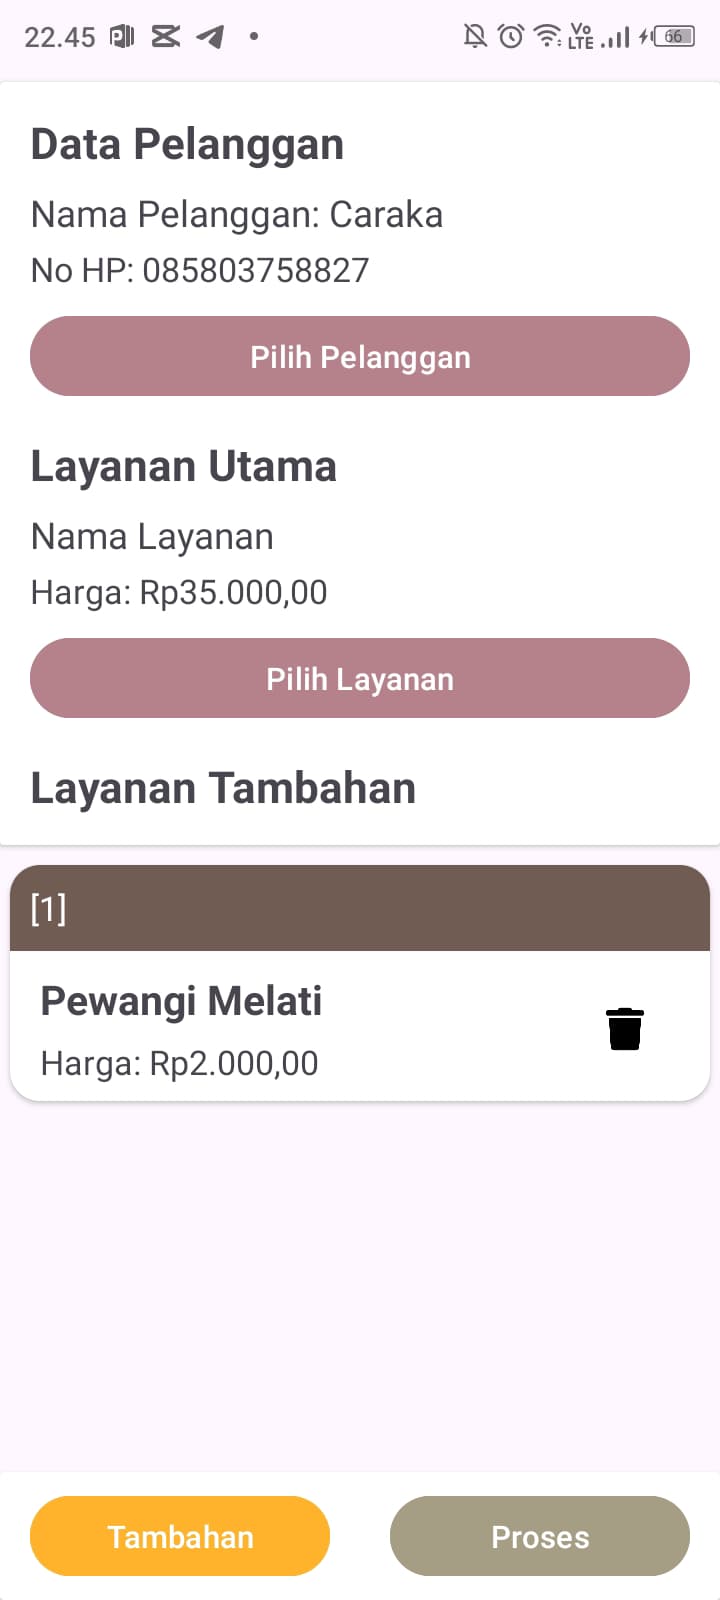 22.45
Vo LTE 66
Data Pelanggan
Nama Pelanggan: Caraka
No HP: 085803758827
Pilih Pelanggan
Layanan Utama
Nama Layanan
Harga: Rp35.000,00
Pilih Layanan
Layanan Tambahan
[1]
Pewangi Melati
Harga: Rp2.000,00
Tambahan
Proses